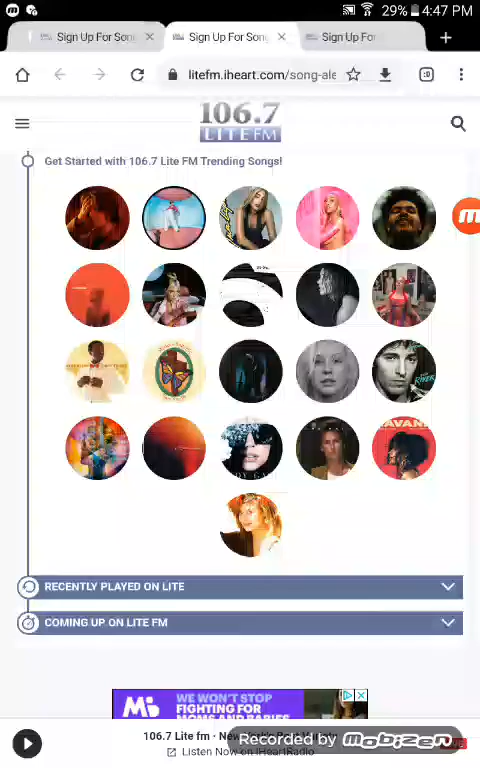 29% 4:47 PM
Sign Up For Son
Sign Up For Song
Sign Up For
litefm.iheart.com/song-ale
:D
106.7
LITE FM
Get Started with 106.7 Lite FM Trending Songs!
RECENTLY PLAYED ON LITE
COMING UP ON LITE FM
WE WON'T STOP
FIGHTING FOR
MOMS AND BABIES
106.7 Lite fm · New
Listen Now on iHeartRadio
Recorded by Mobizen